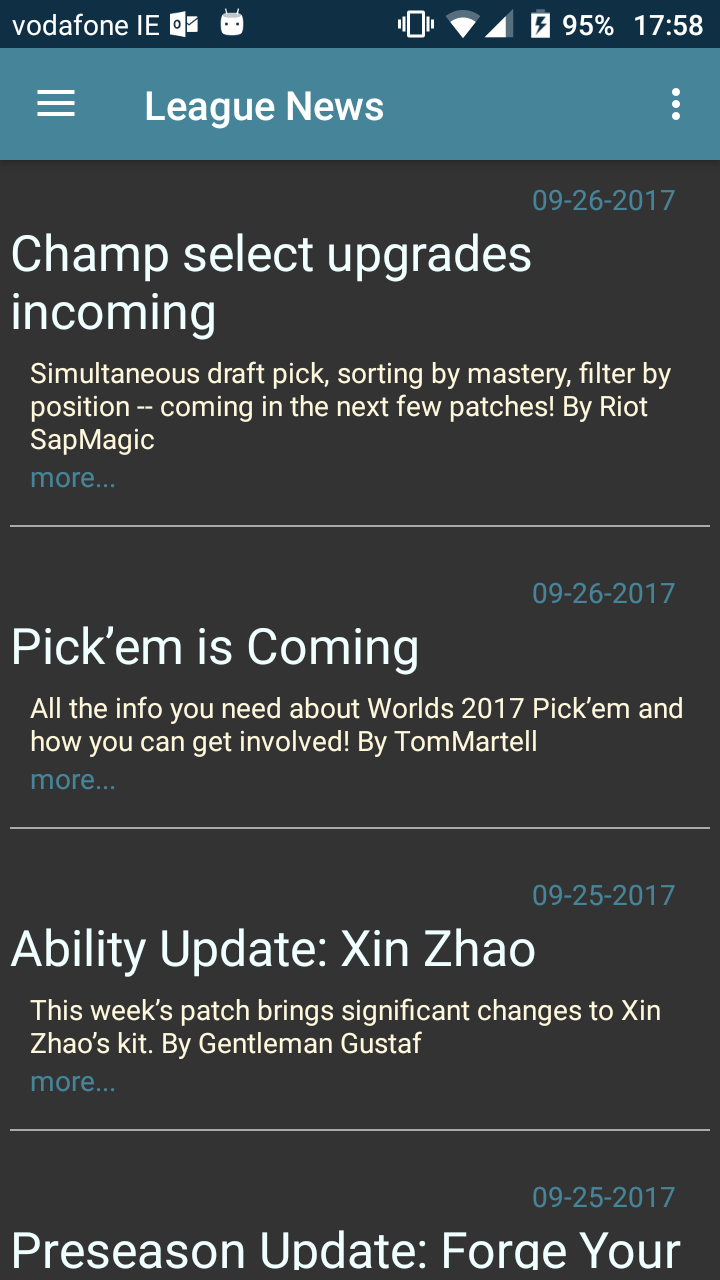 vodafone IE 95% 17:58
League News
09-26-2017
Champ select upgrades
incoming
Simultaneous draft pick, sorting by mastery, filter by
position -- coming in the next few patches! By Riot
SapMagic
more...
09-26-2017
Pick’em is Coming
All the info you need about Worlds 2017 Pick’em and
how you can get involved! By TomMartell
more...
09-25-2017
Ability Update: Xin Zhao
This week’s patch brings significant changes to Xin
Zhao’s kit. By Gentleman Gustaf
more...
09-25-2017
Preseason Update: Forge Your